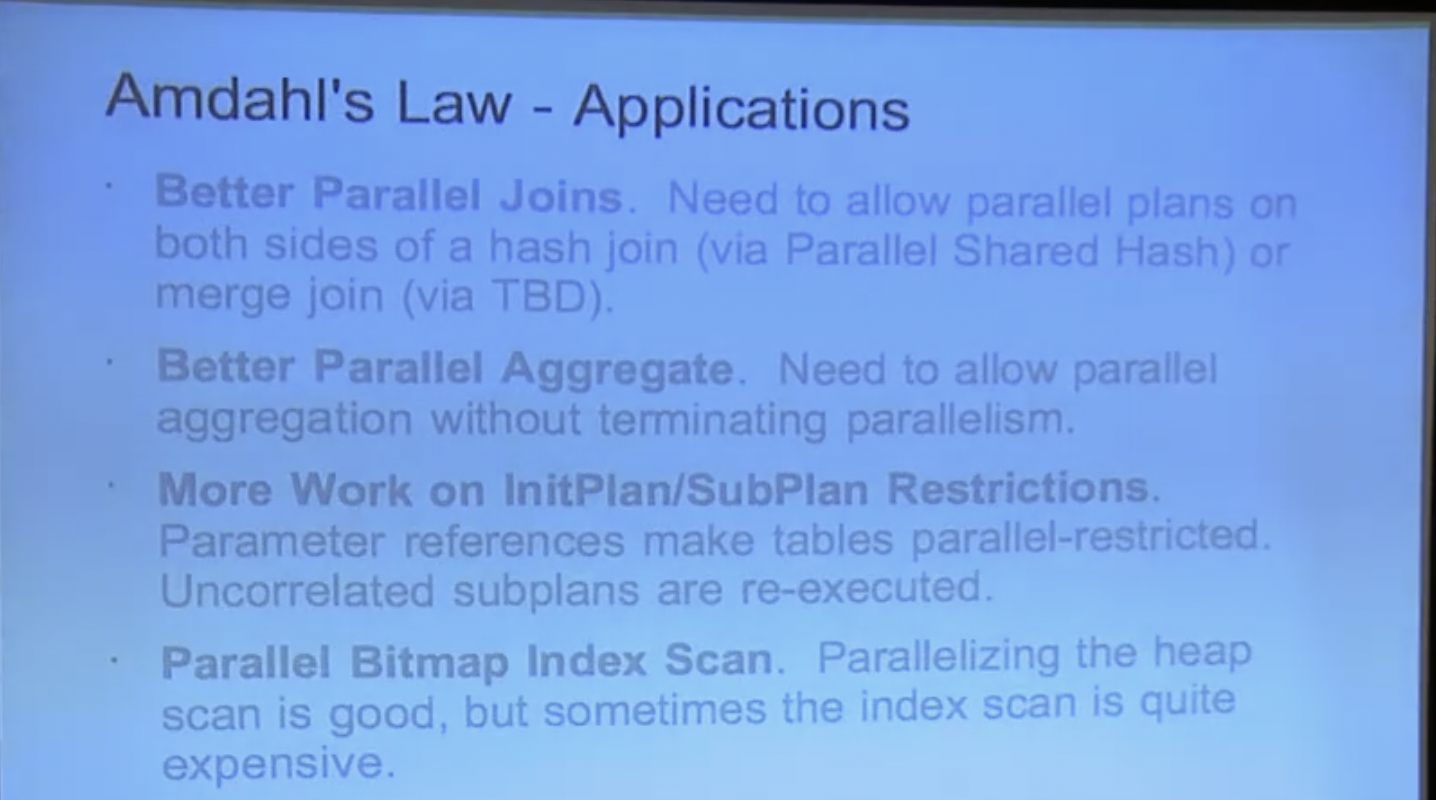 Amdahl's Law - Applications
· Better Parallel Joins. Need to allow parallel plans on
both sides of a hash join (via Parallel Shared Hash) or
merge join (via TBD).
· Better Parallel Aggregate. Need to allow parallel
aggregation without terminating parallelism.
· More Work on InitPlan/SubPlan Restrictions.
Parameter references make tables parallel-restricted.
Uncorrelated subplans are re-executed.
· Parallel Bitmap Index Scan. Parallelizing the heap
scan is good, but sometimes the index scan is quite
expensive.